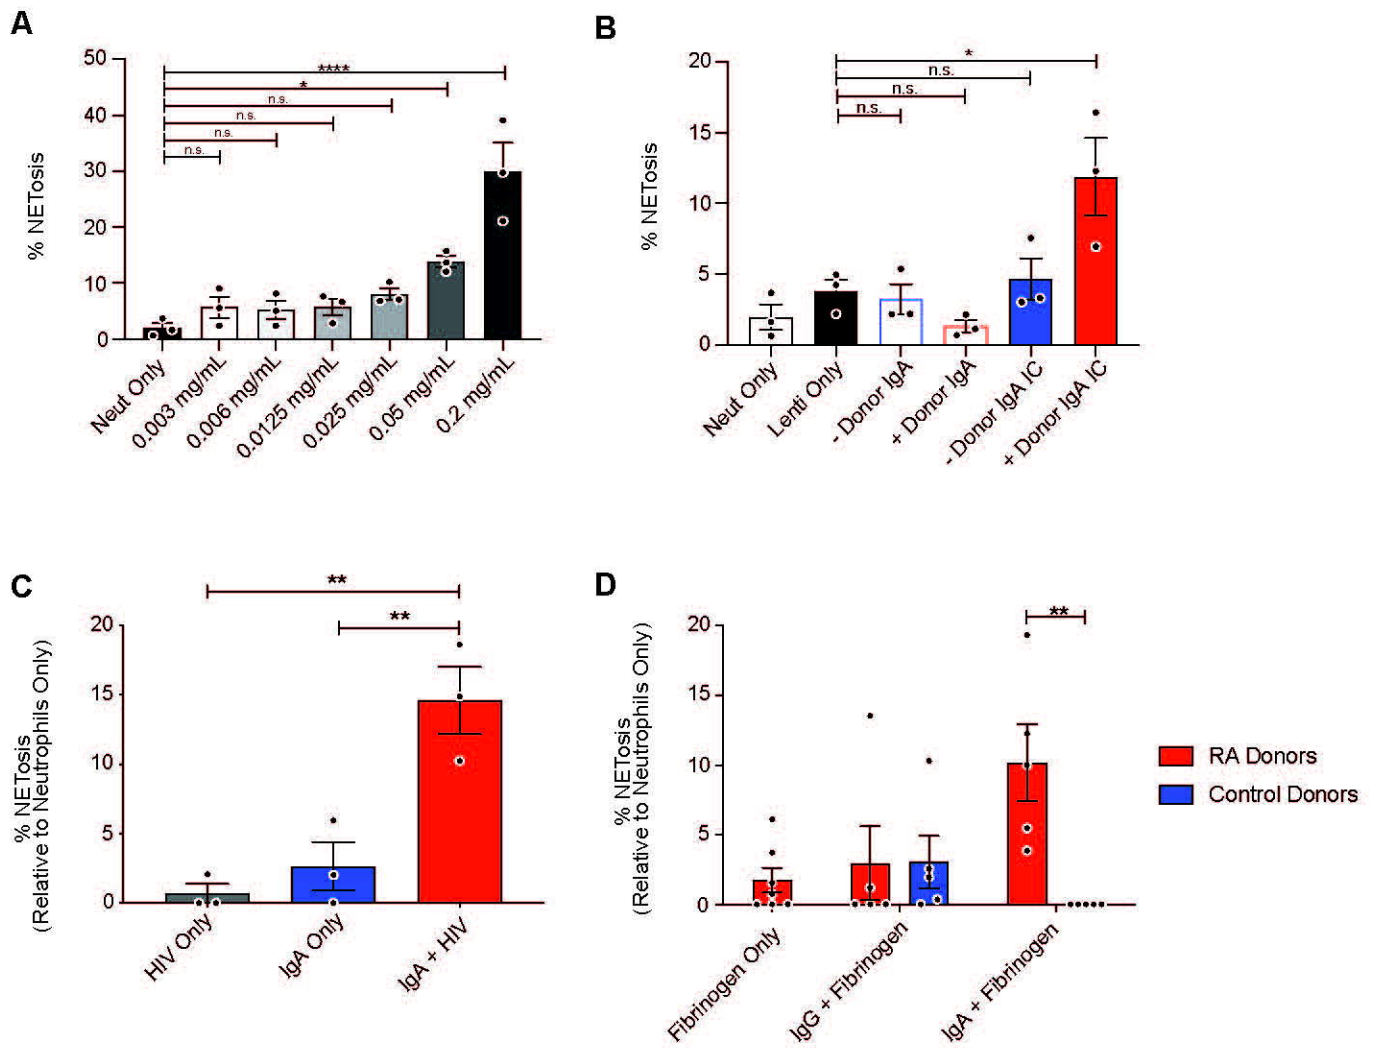 A
50
40
30
20
10
0
% NETosis
****
*
n.s.
n.s.
n.s.
n.s.
Neut Only
0.003 mg/mL
0.006 mg/mL
0.0125 mg/mL
0.025 mg/mL
0.05 mg/mL
0.2 mg/mL
B
20
15
10
5
0
% NETosis
*
n.s.
n.s.
n.s.
Neut Only
Lenti Only
- Donor IgA
+ Donor IgA
- Donor IgA IC
+ Donor IgA IC
C
20
15
10
5
0
% NETosis
(Relative to Neutrophils Only)
**
**
HIV Only
IgA Only
IgA + HIV
D
20
15
10
5
0
% NETosis
(Relative to Neutrophils Only)
**
Fibrinogen Only
IgG + Fibrinogen
IgA + Fibrinogen
RA Donors
Control Donors